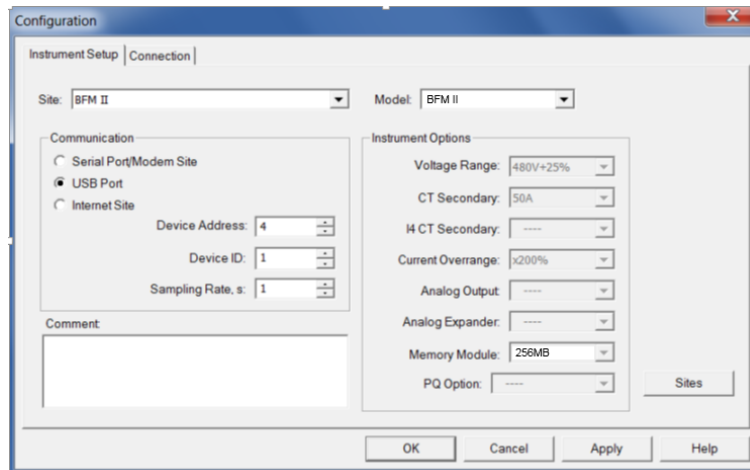 Configuration
Instrument Setup Connection
Site: BFM II Model: BFM II
Communication
Serial Port/Modem Site
USB Port
Internet Site
Device Address: 4
Device ID: 1
Sampling Rate, s: 1
Comment:
Instrument Options
Voltage Range: 480V+25%
CT Secondary: 50A
I4 CT Secondary: ----
Current Overrange: x200%
Analog Output: ----
Analog Expander: ----
Memory Module: 256MB
PQ Option: ----
Sites
OK Cancel Apply Help